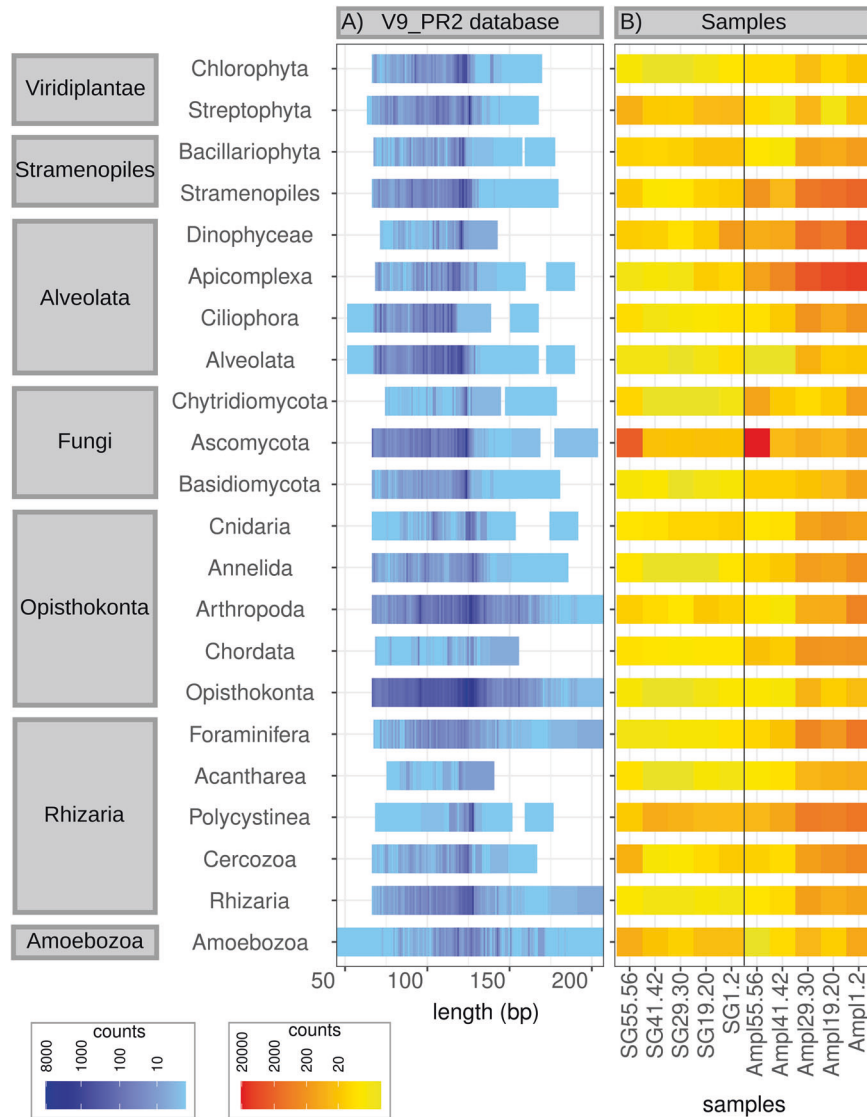 A) V9_PR2 database
B) Samples
Viridiplantae
Chlorophyta
Streptophyta
Stramenopiles
Bacillariophyta
Stramenopiles
Alveolata
Dinophyceae
Apicomplexa
Ciliophora
Alveolata
Fungi
Chytridiomycota
Ascomycota
Basidiomycota
Opisthokonta
Cnidaria
Annelida
Arthropoda
Chordata
Opisthokonta
Rhizaria
Foraminifera
Acantharea
Polycystinea
Cercozoa
Rhizaria
Amoebozoa
Amoebozoa
50 100 150 200
length (bp)
SG55.56
SG41.42
SG29.30
SG19.20
SG1.2
Ampl55.56
Ampl41.42
Ampl29.30
Ampl19.20
Ampl1.2
samples
counts
8000 1000 100 10
counts
20000 2000 200 20